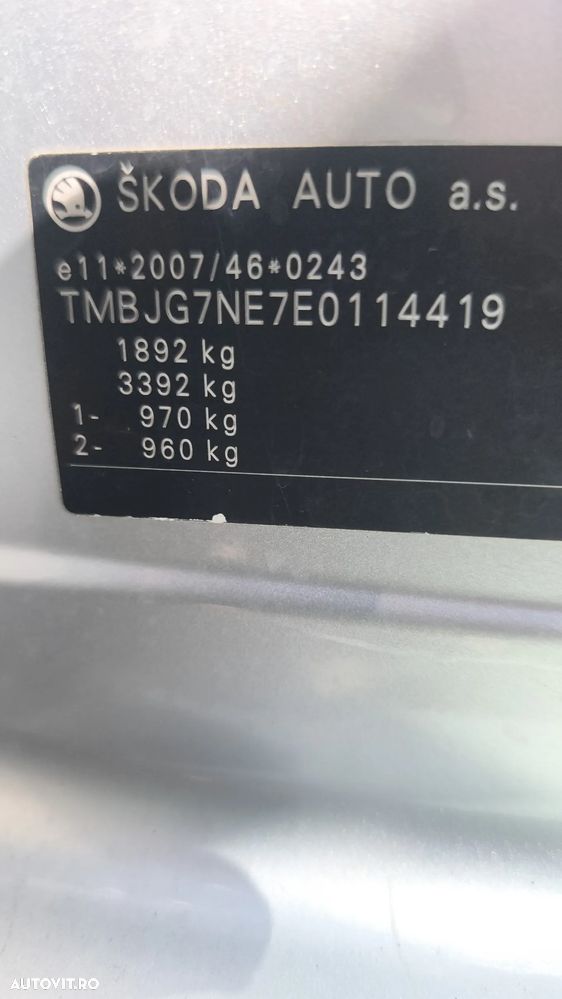 ŠKODA AUTO a.s.
e11*2007/46*0243
TMBJG7NE7E0114419
1892 kg
3392 kg
1- 970 kg
2- 960 kg
AUTOVIT.RO